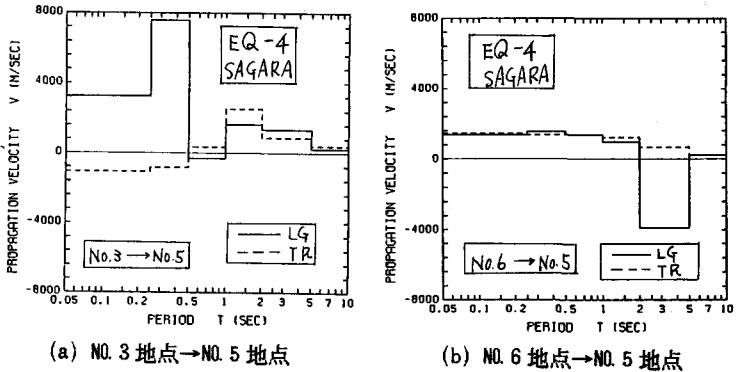 8000
4000
0
-4000
-8000
PROPAGATION VELOCITY V (M/SEC)
EQ-4
SAGARA
No.3→No.5
LG
TR
0.05 0.1 0.2 0.5 1 2 5 10
PERIOD T (SEC)
(a) NO.3地点→NO.5地点
8000
4000
0
-4000
-8000
PROPAGATION VELOCITY V (M/SEC)
EQ-4
SAGARA
No.6→No.5
LG
TR
0.05 0.1 0.2 0.5 1 2 5 10
PERIOD T (SEC)
(b) NO.6地点→NO.5地点